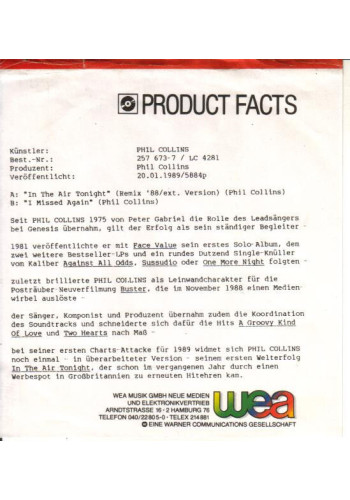 PRODUCT FACTS
Künstler: PHIL COLLINS
Best.-Nr.: 257 673-7 / LC 4281
Produzent: Phil Collins
Veröffentlicht: 20.01.1989/5884p
A: "In The Air Tonight" (Remix '88/ext. Version) (Phil Collins)
B: "I Missed Again" (Phil Collins)
Seit PHIL COLLINS 1975 von Peter Gabriel die Rolle des Leadsängers
bei Genesis übernahm, gilt der Erfolg als sein ständiger Begleiter -
1981 veröffentlichte er mit Face Value sein erstes Solo-Album, dem
zwei weitere Bestseller-LPs und ein rundes Dutzend Single-Knüller
vom Kaliber Against All Odds, Sussudio oder One More Night folgten -
zuletzt brillierte PHIL COLLINS als Leinwandcharakter für die
Posträuber-Neuverfilmung Buster, die im November 1988 einen Medien-
wirbel auslöste -
der Sänger, Komponist und Produzent übernahm zudem die Koordination
des Soundtracks und schneiderte sich dafür die Hits A Groovy Kind
Of Love und Two Hearts nach Maß -
bei seiner ersten Charts-Attacke für 1989 widmet sich PHIL COLLINS
noch einmal - in überarbeiteter Version - seinem ersten Welterfolg
In The Air Tonight, der schon im vergangenen Jahr durch einen
Werbespot in Großbritannien zu erneuten Hitehren kam.
WEA MUSIK GMBH NEUE MEDIEN
UND ELEKTRONIKVERTRIEB
ARNDTSTRASSE 16 · 2 HAMBURG 76
TELEFON 040/22805-0 · TELEX 214881
EINE WARNER COMMUNICATIONS GESELLSCHAFT
wea